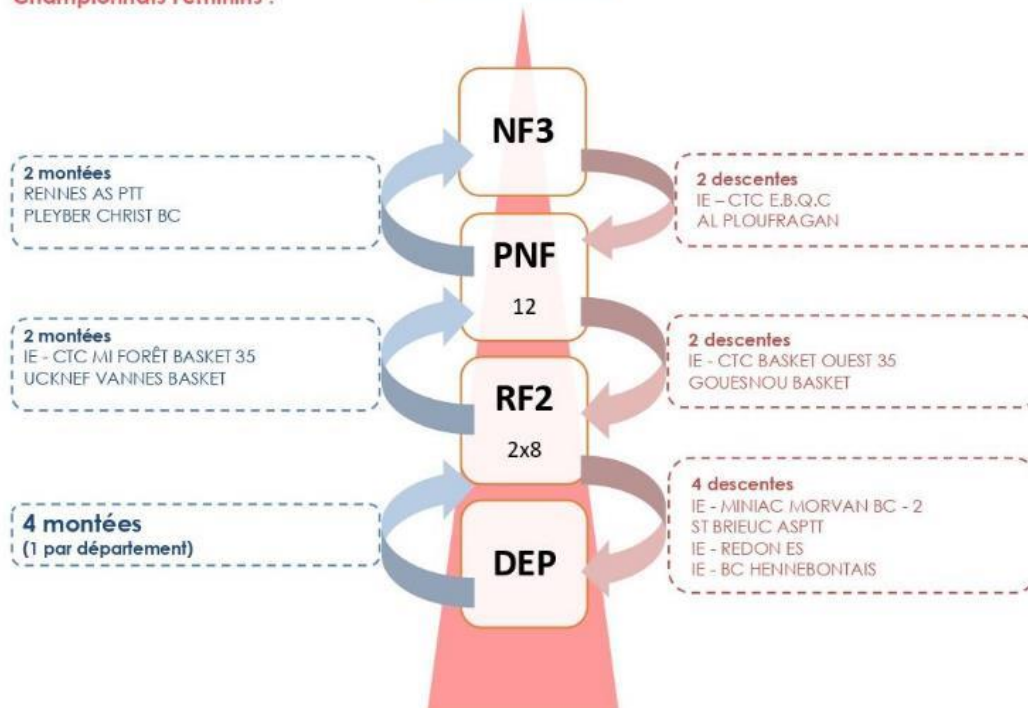 Championnats Féminins :
NF3
2 montées
RENNES AS PTT
PLEYBER CHRIST BC
2 descentes
IE – CTC E.B.Q.C
AL PLOUFRAGAN
PNF
12
2 montées
IE - CTC MI FORÊT BASKET 35
UCKNEF VANNES BASKET
2 descentes
IE - CTC BASKET OUEST 35
GOUESNOU BASKET
RF2
2x8
4 montées
(1 par département)
4 descentes
IE - MINIAC MORVAN BC - 2
ST BRIEUC ASPTT
IE - REDON ES
IE - BC HENNEBONTAIS
DEP